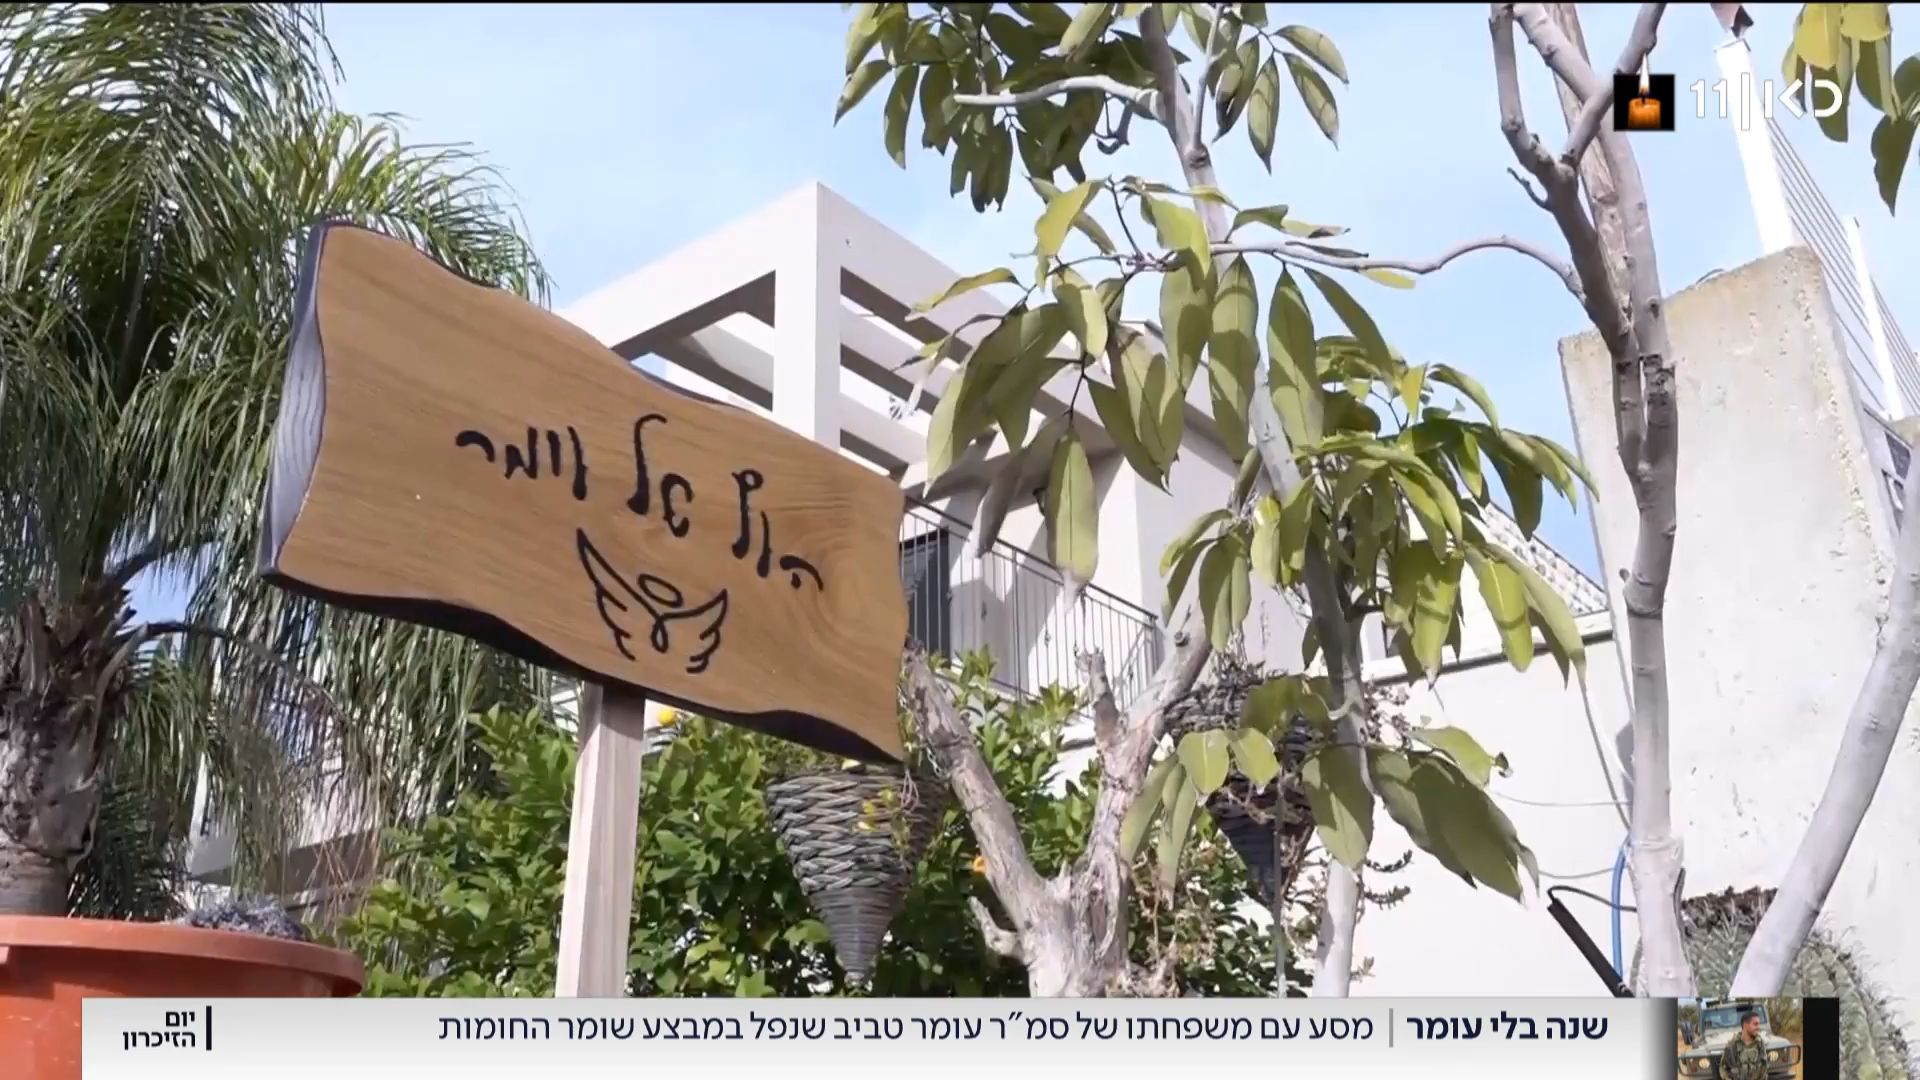 כאן 11
הוף של עומר
שנה בלי עומר | מסע עם משפחתו של סמ״ר עומר טביב שנפל במבצע שומר החומות
יום
הזיכרון